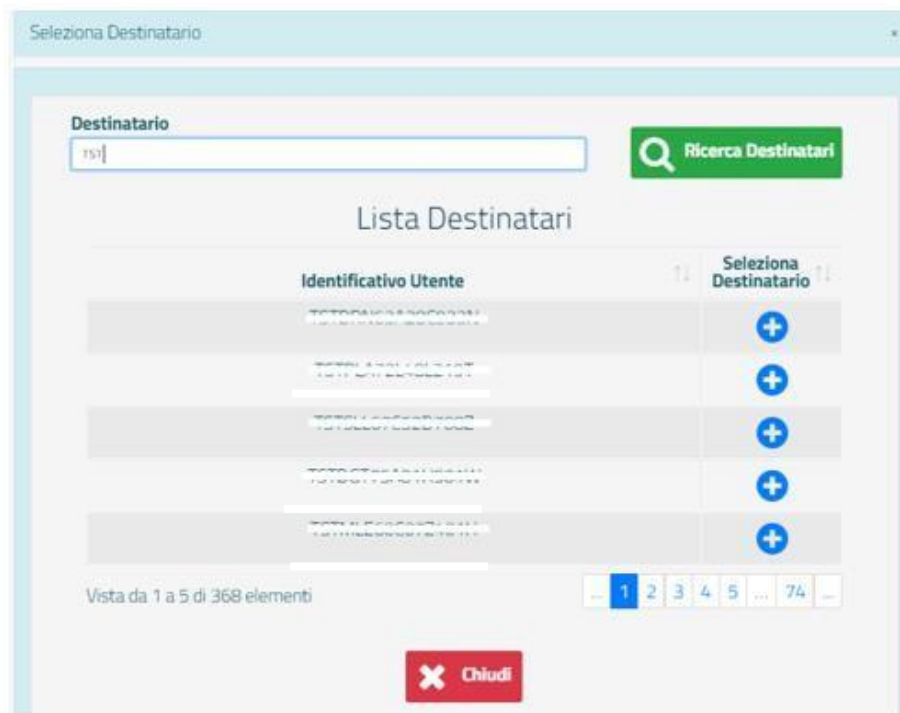 Seleziona Destinatario
Destinatario
TST
Ricerca Destinatari
Lista Destinatari
Identificativo Utente
Seleziona
Destinatario
Vista da 1 a 5 di 368 elementi
... 1 2 3 4 5 ... 74 ...
Chiudi